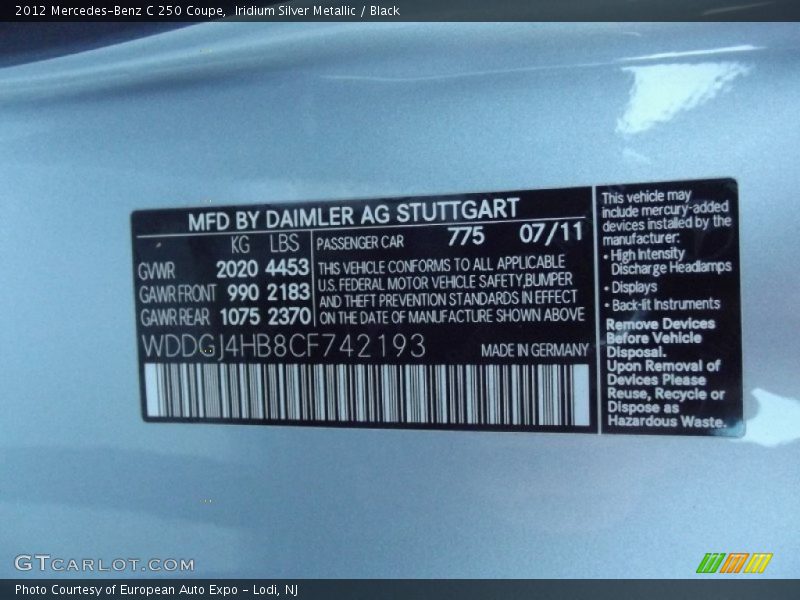 2012 Mercedes-Benz C 250 Coupe, Iridium Silver Metallic / Black
MFD BY DAIMLER AG STUTTGART
KG LBS PASSENGER CAR 775 07/11
GVWR 2020 4453
GAWR FRONT 990 2183
GAWR REAR 1075 2370
THIS VEHICLE CONFORMS TO ALL APPLICABLE
U.S. FEDERAL MOTOR VEHICLE SAFETY,BUMPER
AND THEFT PREVENTION STANDARDS IN EFFECT
ON THE DATE OF MANUFACTURE SHOWN ABOVE
WDDGJ4HB8CF742193 MADE IN GERMANY
This vehicle may
include mercury-added
devices installed by the
manufacturer:
• High Intensity
Discharge Headlamps
• Displays
• Back-lit Instruments
Remove Devices
Before Vehicle
Disposal.
Upon Removal of
Devices Please
Reuse, Recycle or
Dispose as
Hazardous Waste.
GTCARLOT.COM
Photo Courtesy of European Auto Expo - Lodi, NJ